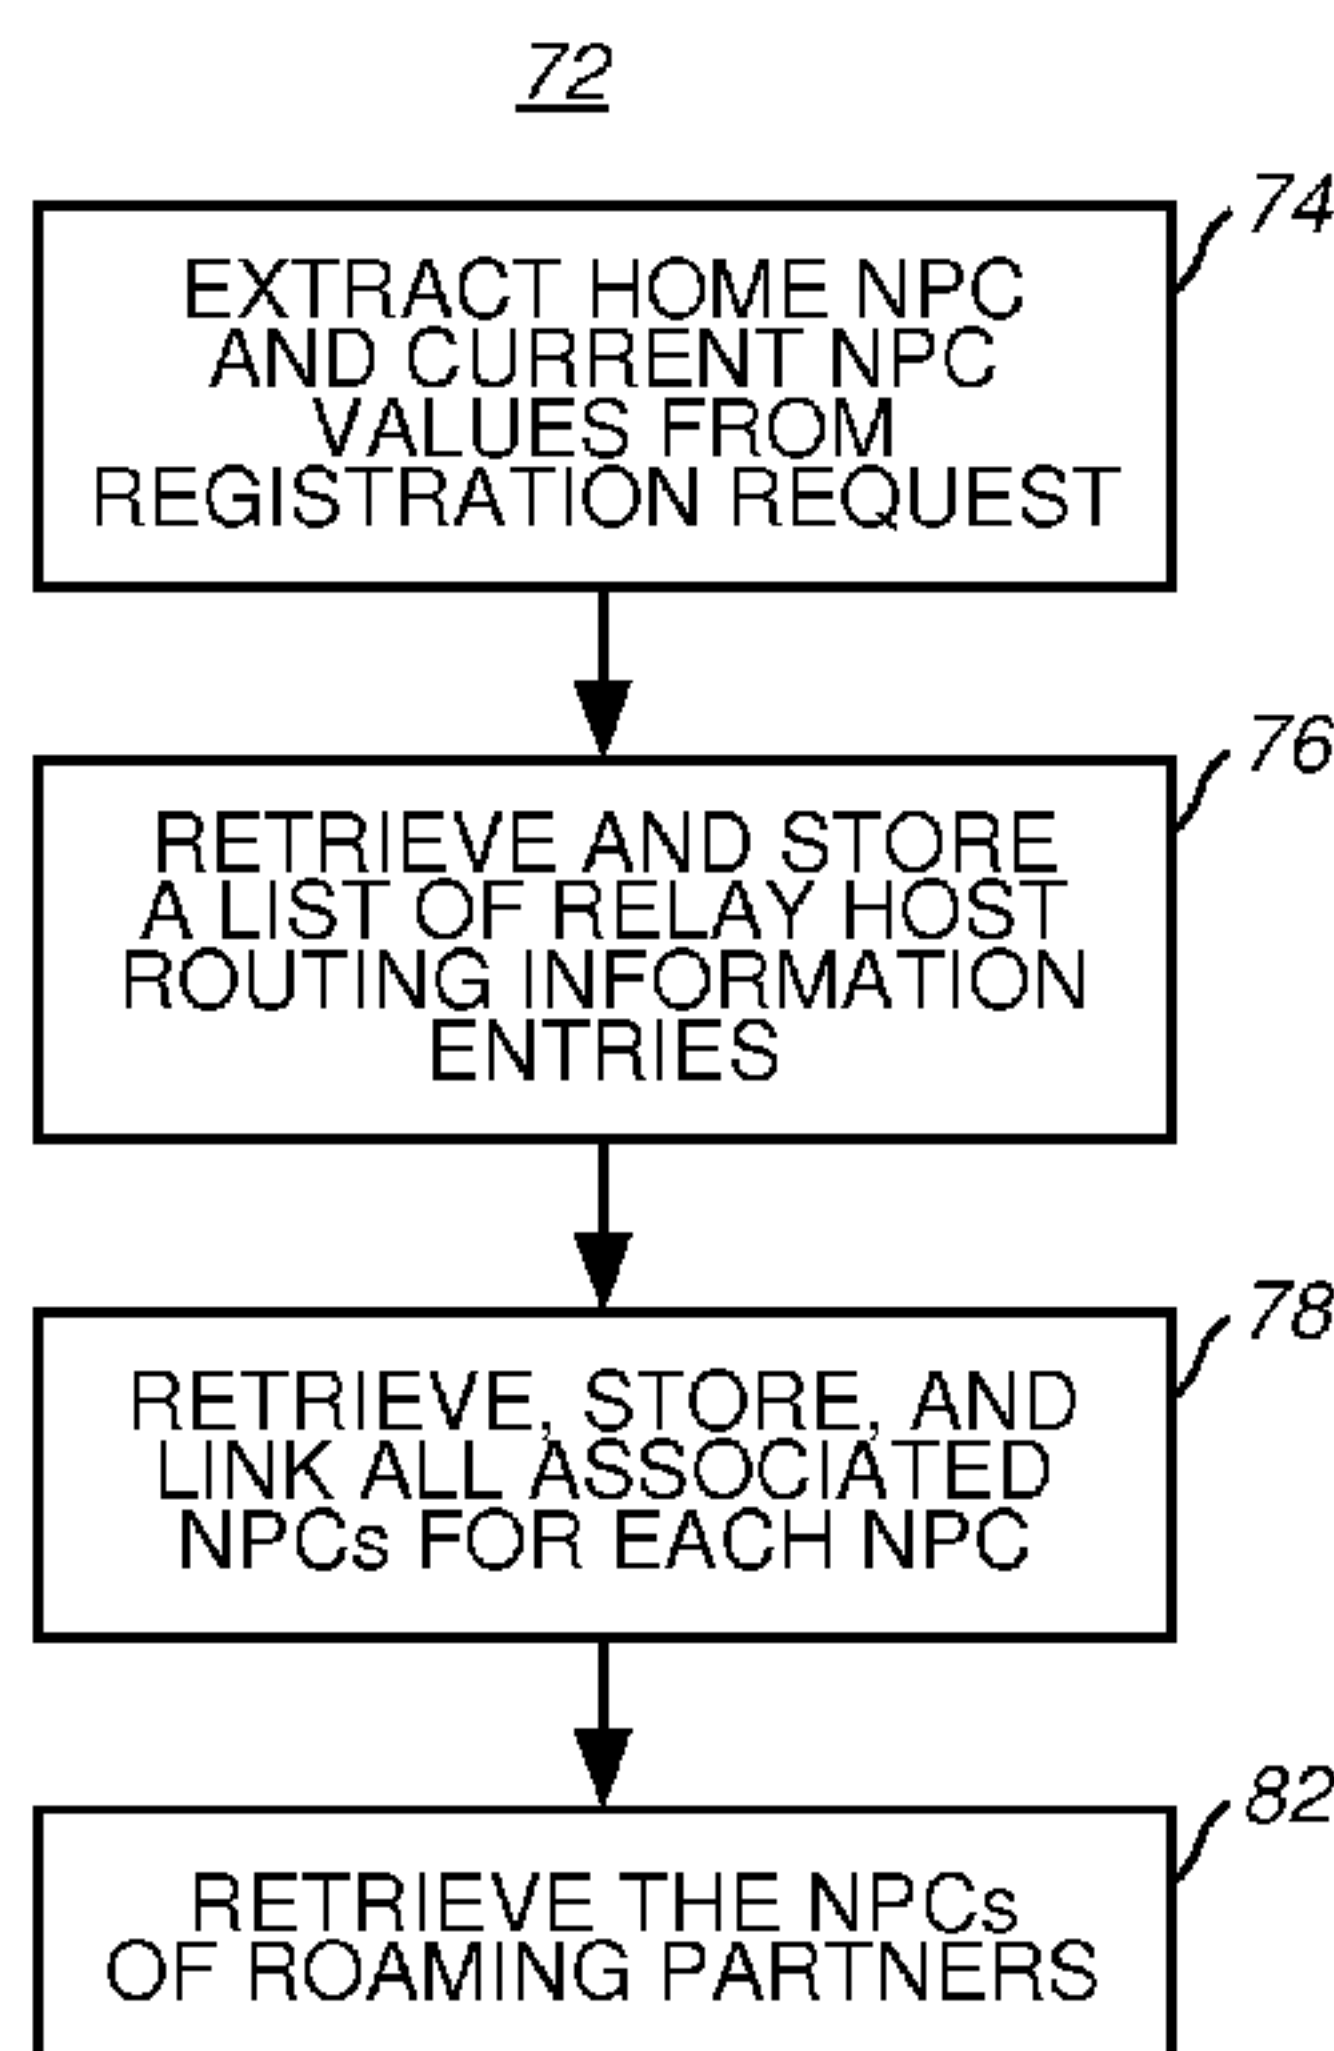 72
74
EXTRACT HOME NPC
AND CURRENT NPC
VALUES FROM
REGISTRATION REQUEST
76
RETRIEVE AND STORE
A LIST OF RELAY HOST
ROUTING INFORMATION
ENTRIES
78
RETRIEVE, STORE, AND
LINK ALL ASSOCIATED
NPCs FOR EACH NPC
82
RETRIEVE THE NPCs
OF ROAMING PARTNERS